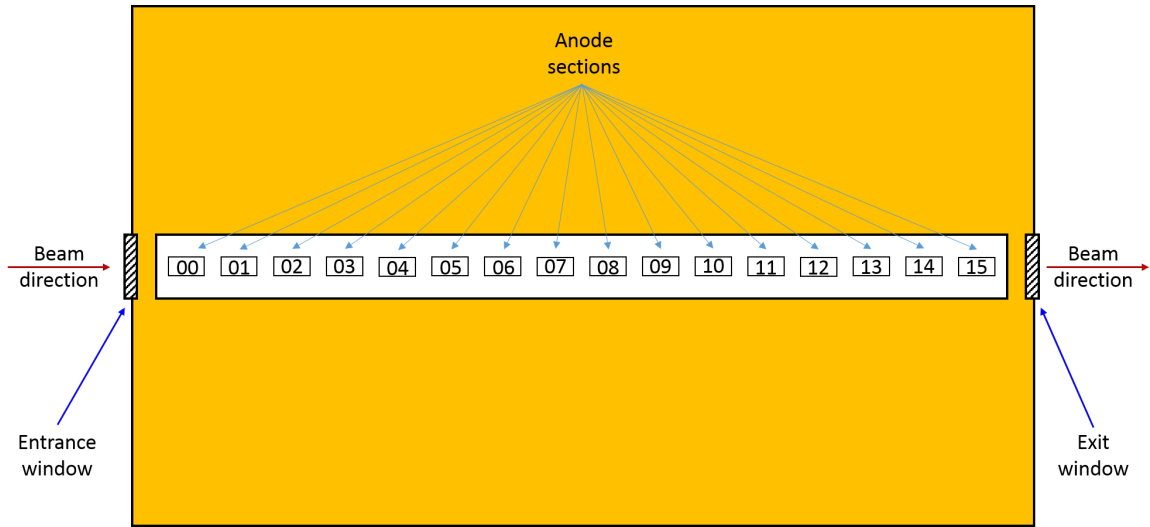 Anode
sections
Beam
direction
00 01 02 03 04 05 06 07 08 09 10 11 12 13 14 15
Beam
direction
Entrance
window
Exit
window